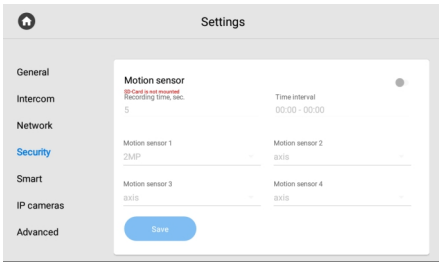 Settings
General
Intercom
Network
Security
Smart
IP cameras
Advanced
Motion sensor
SD Card is not mounted
Recording time, sec.
Time interval
5
00:00 - 00:00
Motion sensor 1
Motion sensor 2
2MP
axis
Motion sensor 3
Motion sensor 4
axis
axis
Save